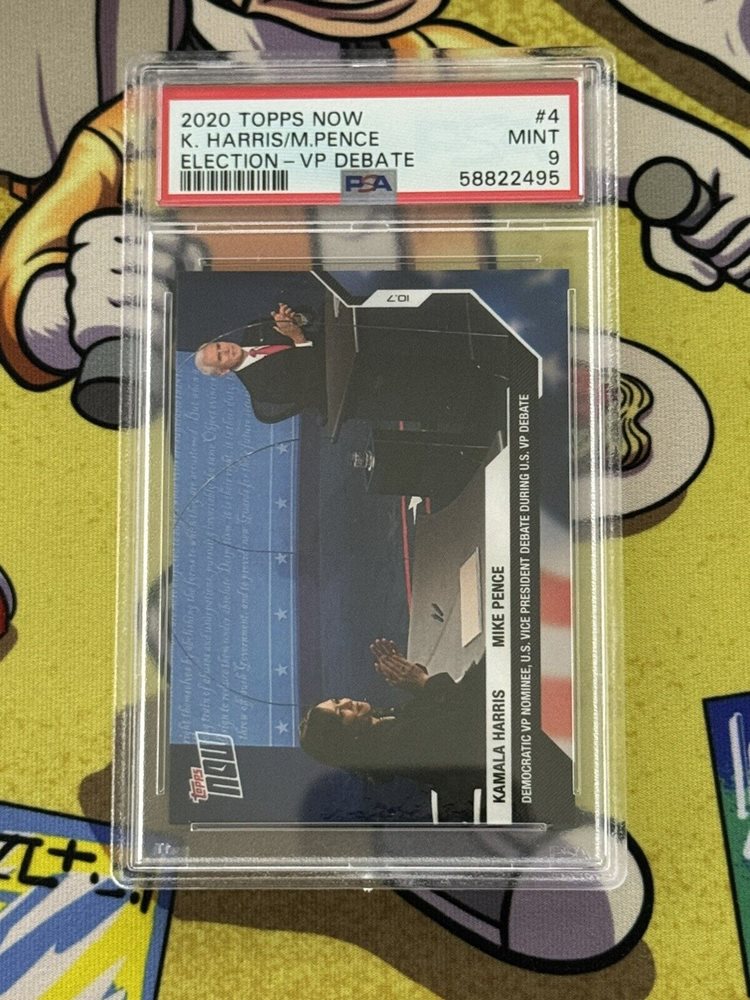 2020 TOPPS NOW #4
K. HARRIS/M.PENCE MINT
ELECTION-VP DEBATE 9
PSA 58822495
10.7
TOPPS NOW
KAMALA HARRIS MIKE PENCE
DEMOCRATIC VP NOMINEE, U.S. VICE PRESIDENT DEBATE DURING U.S. VP DEBATE